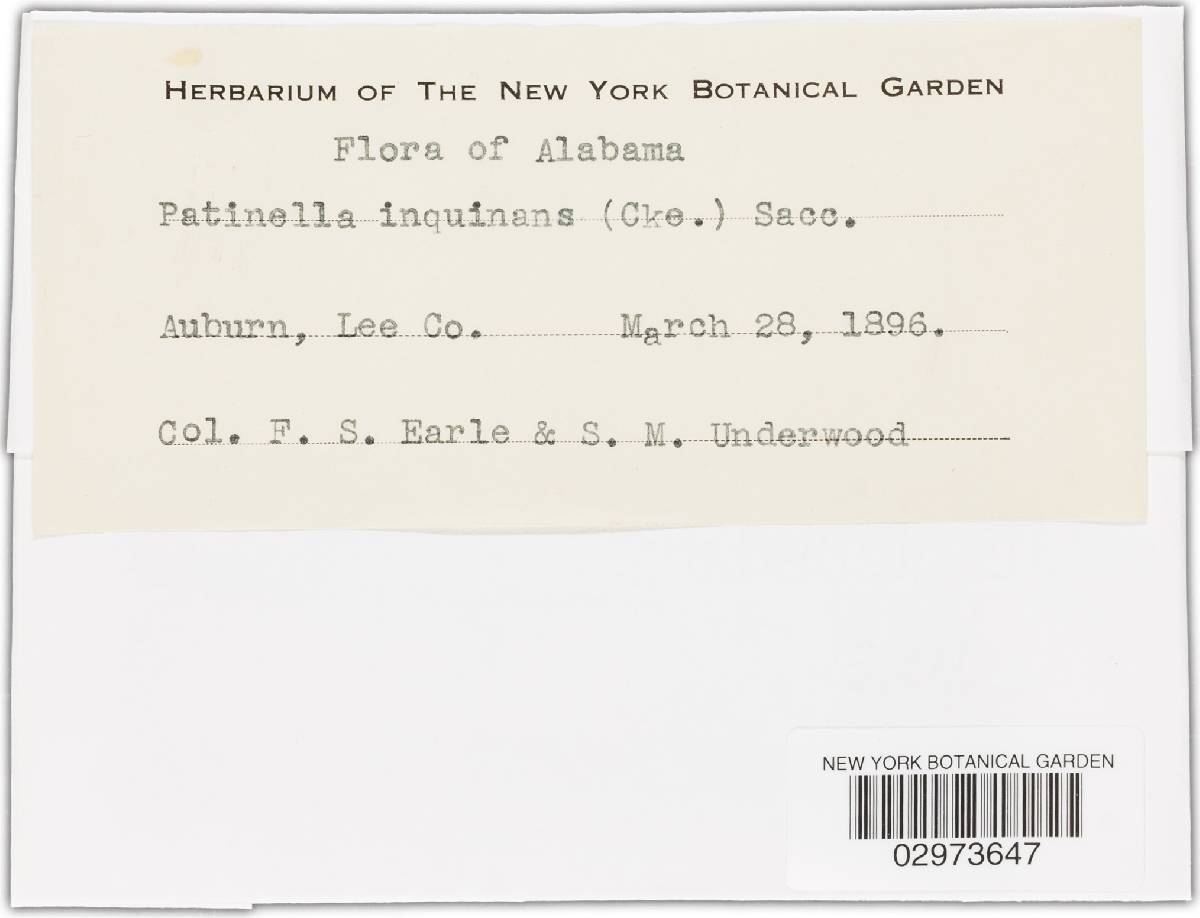 HERBARIUM OF THE NEW YORK BOTANICAL GARDEN
Flora of Alabama
Patinella inquinans (Cke.) Sacc.
Auburn, Lee Co. March 28, 1896.
Col. F. S. Earle & S. M. Underwood
NEW YORK BOTANICAL GARDEN
02973647